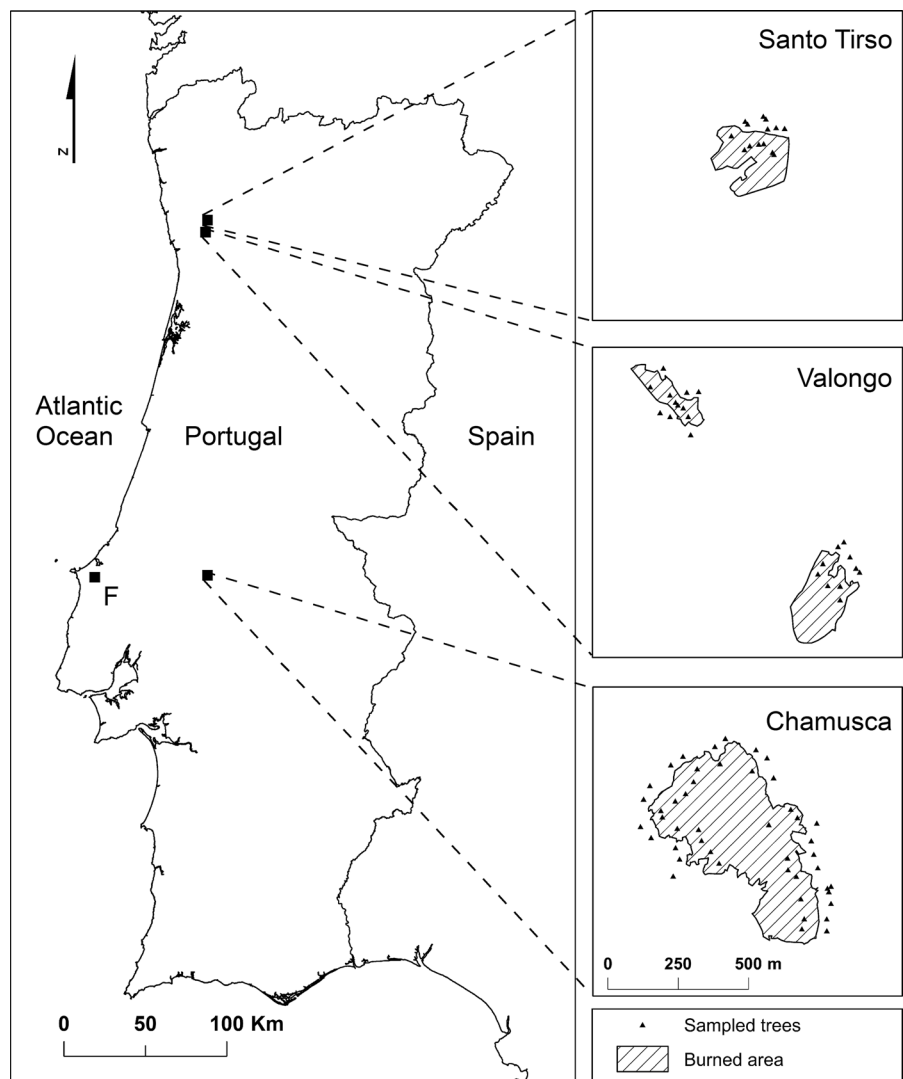 Santo Tirso
N
Valongo
Atlantic
Ocean
Portugal
Spain
F
Chamusca
0 250 500 m
0 50 100 Km
Sampled trees
Burned area